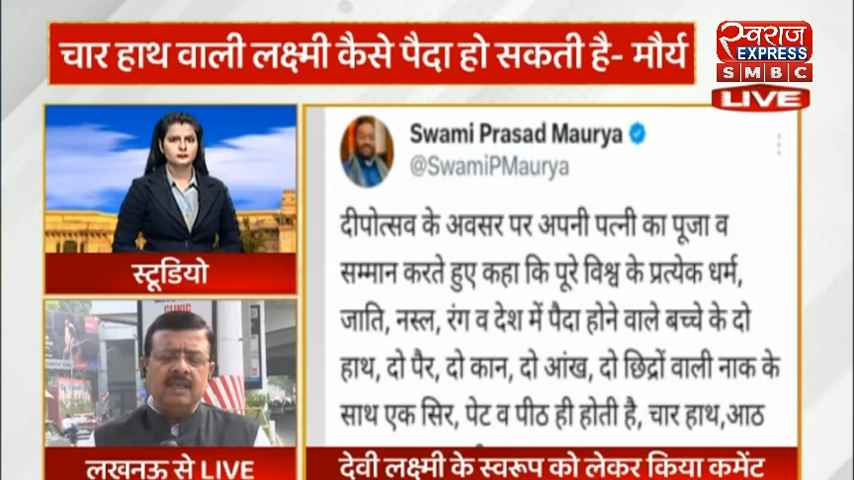 चार हाथ वाली लक्ष्मी कैसे पैदा हो सकती है- मौर्य
स्वराज
EXPRESS
SMBC
LIVE
Swami Prasad Maurya
@SwamiPMaurya
दीपोत्सव के अवसर पर अपनी पत्नी का पूजा व
सम्मान करते हुए कहा कि पूरे विश्व के प्रत्येक धर्म,
जाति, नस्ल, रंग व देश में पैदा होने वाले बच्चे के दो
हाथ, दो पैर, दो कान, दो आंख, दो छिद्रों वाली नाक के
साथ एक सिर, पेट व पीठ ही होती है, चार हाथ,आठ
स्टूडियो
CLINIC
लखनऊ से LIVE
देवी लक्ष्मी के स्वरूप को लेकर किया कमेंट